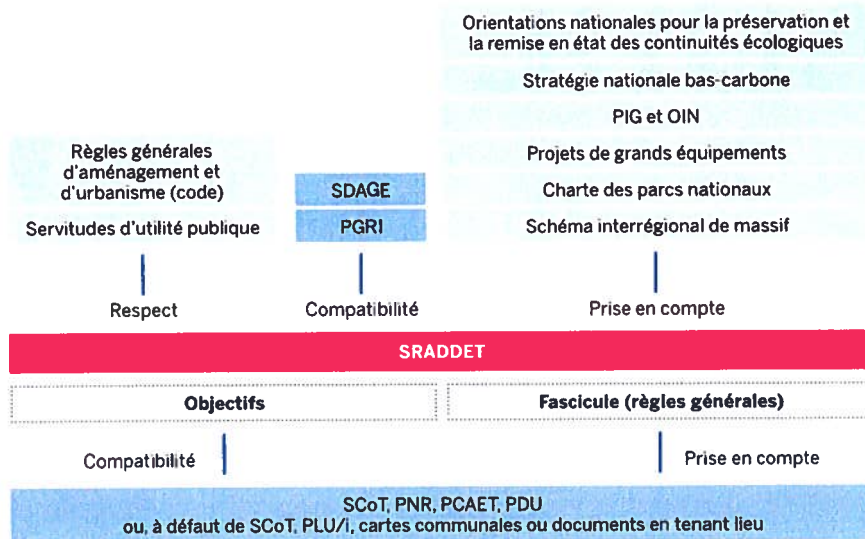 Orientations nationales pour la préservation et
la remise en état des continuités écologiques
Stratégie nationale bas-carbone
PIG et OIN
Projets de grands équipements
Charte des parcs nationaux
Schéma interrégional de massif
Règles générales
d'aménagement et
d'urbanisme (code)
Servitudes d'utilité publique
SDAGE
PGRI
Respect
Compatibilité
Prise en compte
SRADDET
Objectifs
Fascicule (règles générales)
Compatibilité
Prise en compte
SCoT, PNR, PCAET, PDU
ou, à défaut de SCoT, PLU/i, cartes communales ou documents en tenant lieu